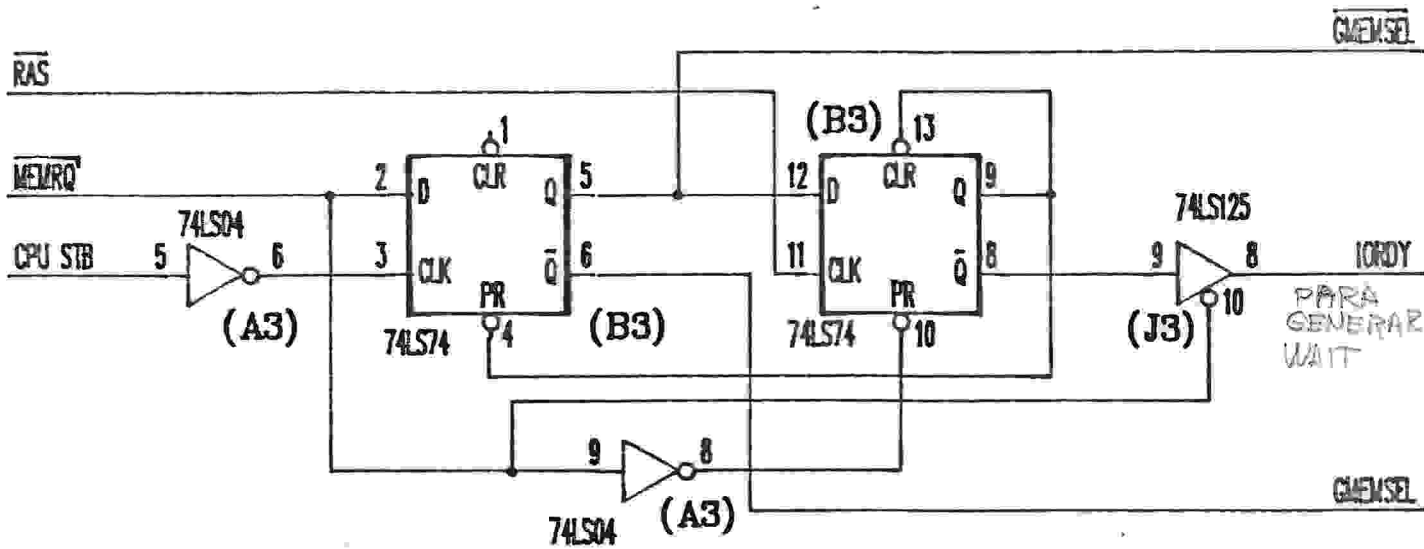 GMEMSEL
RAS
(B3)
13
1
CLR
CLR
MEMRQ
2
D
Q
5
12
D
Q
9
74LS04
74LS125
CPU STB
5
6
3
CLK
Q
6
11
CLK
Q
8
9
8
IORDY
PR
PR
10
PARA
GENERAR
WAIT
(A3)
74LS74
4
(B3)
74LS74
10
(J3)
9
8
74LS04
(A3)
GMEMSEL